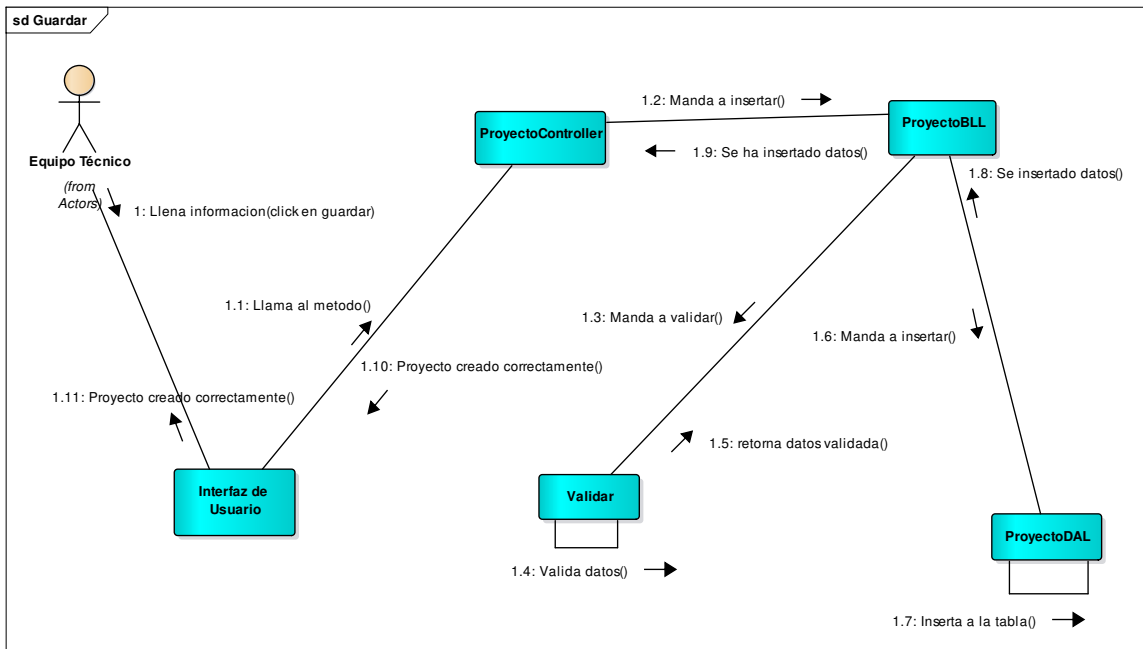 sd Guardar
Equipo Técnico
(from
Actors)
1: Llena informacion(click en guardar)
1.1: Llama al metodo()
1.11: Proyecto creado correctamente()
Interfaz de
Usuario
ProyectoController
1.2: Manda a insertar()
1.9: Se ha insertado datos()
ProyectoBLL
1.8: Se insertado datos()
1.3: Manda a validar()
1.6: Manda a insertar()
1.10: Proyecto creado correctamente()
1.5: retorna datos validada()
Validar
1.4: Valida datos()
ProyectoDAL
1.7: Inserta a la tabla()